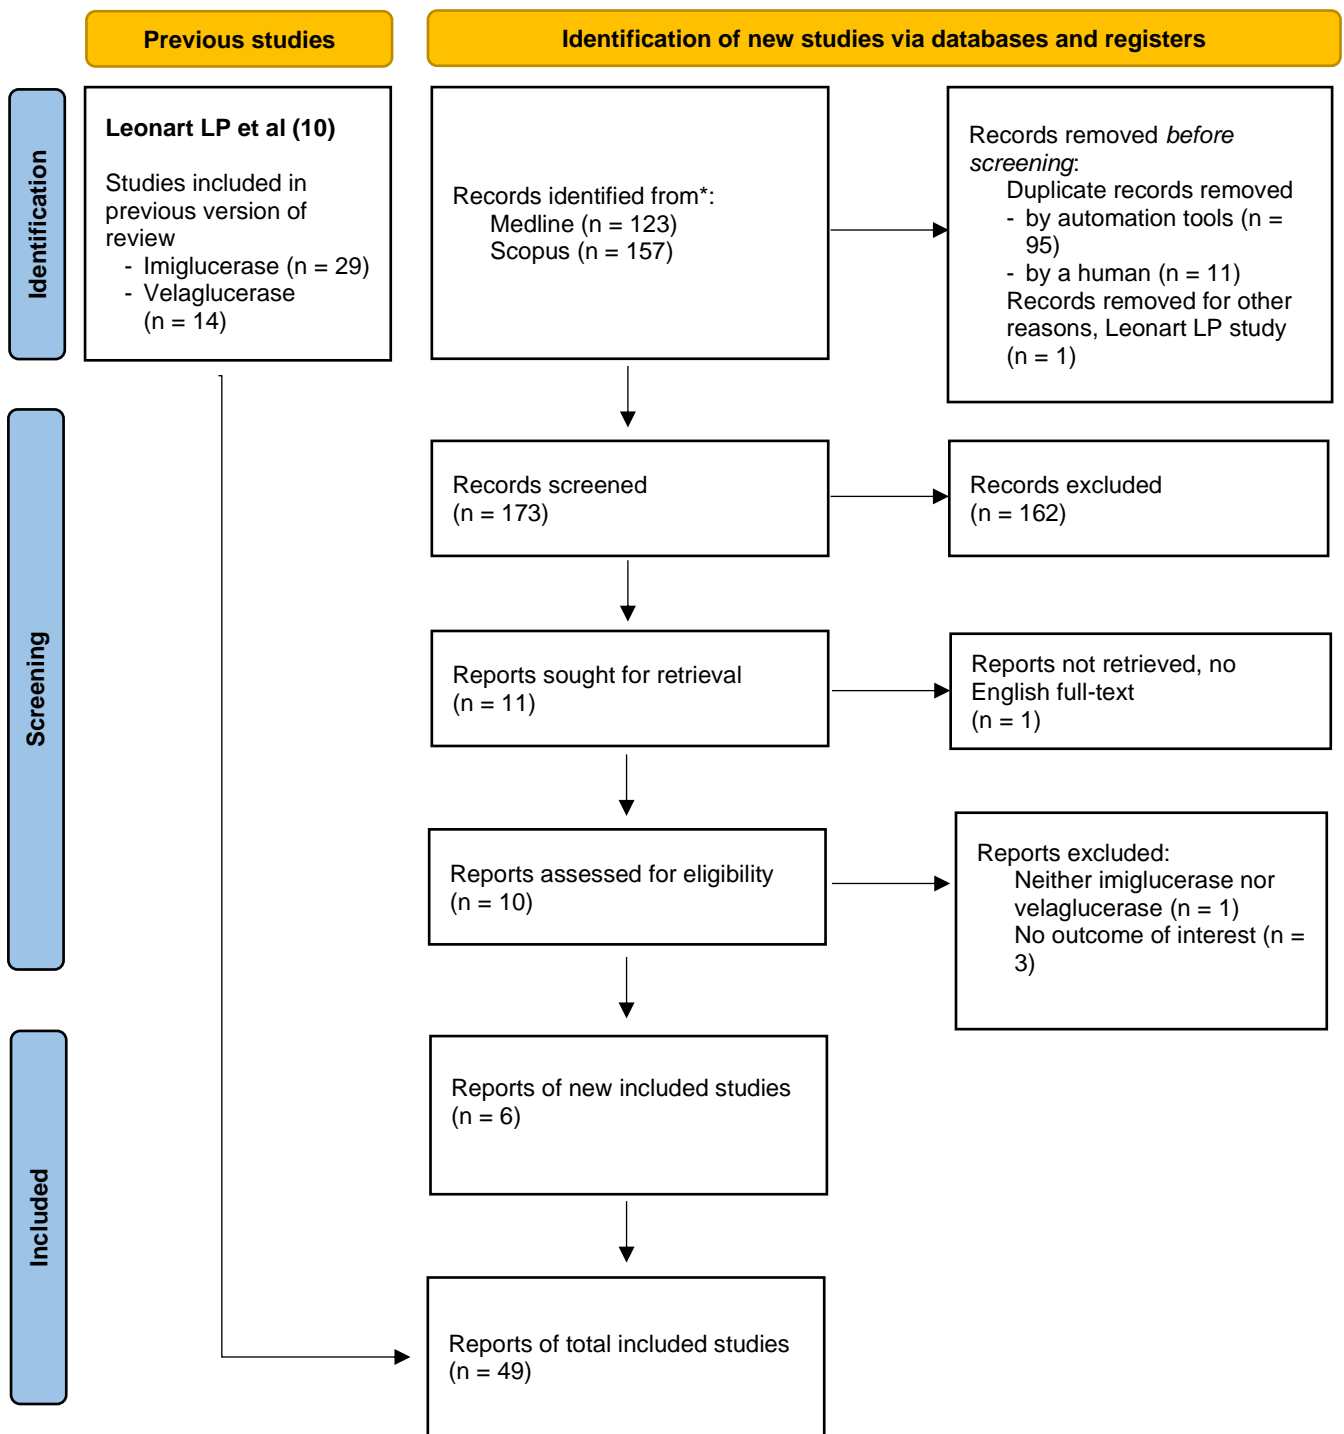 Previous studies
Identification of new studies via databases and registers
Identification
Leonart LP et al (10)
Studies included in
previous version of
review
- Imiglucerase (n = 29)
- Velaglucerase
(n = 14)
Records identified from*:
Medline (n = 123)
Scopus (n = 157)
Records removed before
screening:
Duplicate records removed
- by automation tools (n =
95)
- by a human (n = 11)
Records removed for other
reasons, Leonart LP study
(n = 1)
Screening
Records screened
(n = 173)
Records excluded
(n = 162)
Reports sought for retrieval
(n = 11)
Reports not retrieved, no
English full-text
(n = 1)
Reports assessed for eligibility
(n = 10)
Reports excluded:
Neither imiglucerase nor
velaglucerase (n = 1)
No outcome of interest (n =
3)
Included
Reports of new included studies
(n = 6)
Reports of total included studies
(n = 49)